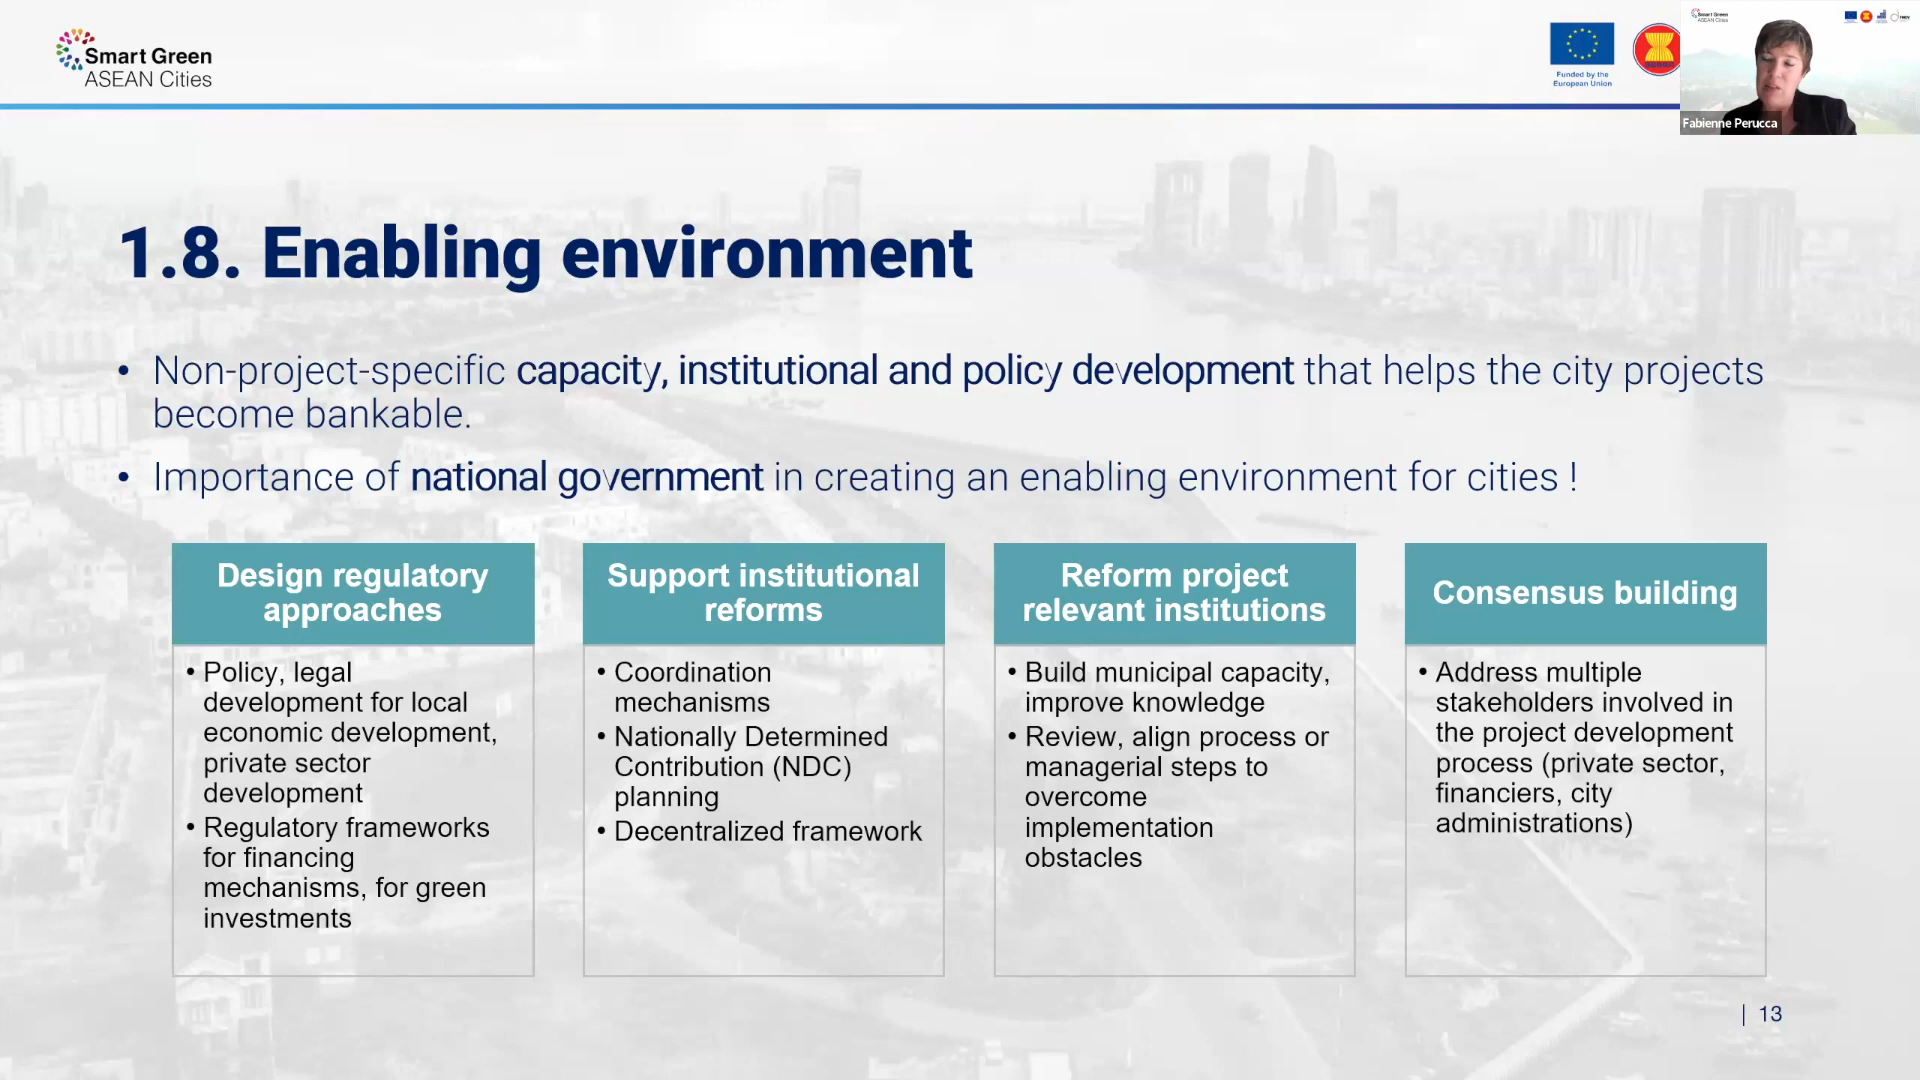 Smart Green
ASEAN Cities
Funded by the
European Union
Smart Green
ASEAN Cities
Fabienne Perucca
1.8. Enabling environment
• Non-project-specific capacity, institutional and policy development that helps the city projects
become bankable.
• Importance of national government in creating an enabling environment for cities !
Design regulatory
approaches
• Policy, legal
development for local
economic development,
private sector
development
• Regulatory frameworks
for financing
mechanisms, for green
investments
Support institutional
reforms
• Coordination
mechanisms
• Nationally Determined
Contribution (NDC)
planning
• Decentralized framework
Reform project
relevant institutions
• Build municipal capacity,
improve knowledge
• Review, align process or
managerial steps to
overcome
implementation
obstacles
Consensus building
• Address multiple
stakeholders involved in
the project development
process (private sector,
financiers, city
administrations)
| 13